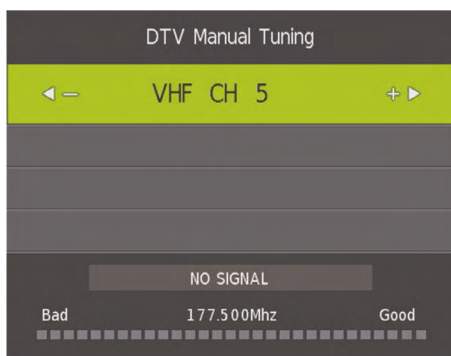 DTV Manual Tuning
VHF CH 5
NO SIGNAL
Bad 177.500Mhz Good